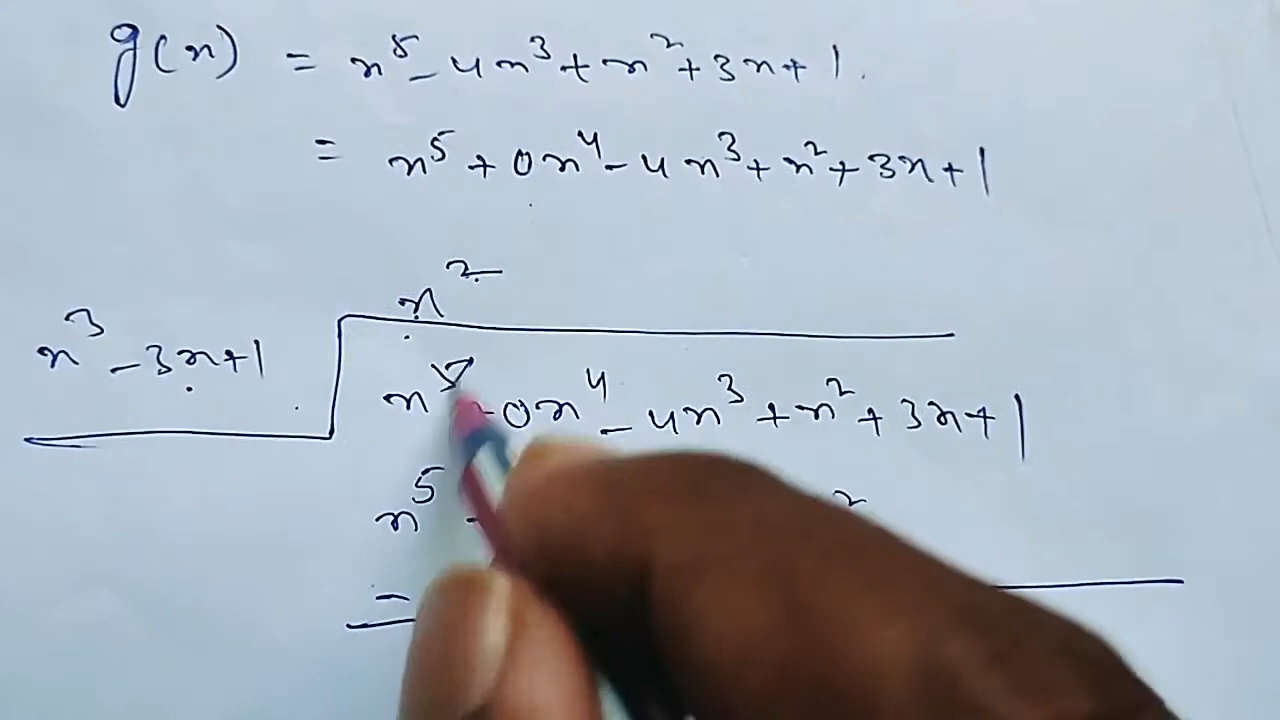 g(x) = x⁵ - 4x³ + x² + 3x + 1.
= x⁵ + 0x⁴ - 4x³ + x² + 3x + 1
x²
x³ - 3x + 1
x⁵ - 0x⁴ - 4x³ + x² + 3x + 1
x⁵ - ²
-